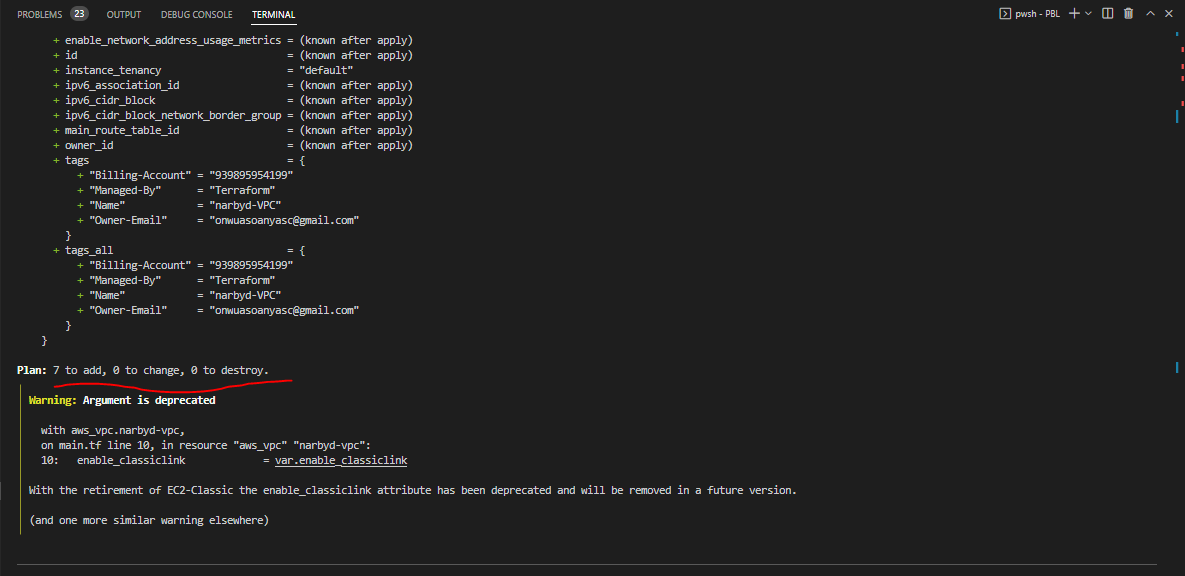 PROBLEMS 23 OUTPUT DEBUG CONSOLE TERMINAL pwsh - PBL
+ enable_network_address_usage_metrics = (known after apply)
+ id = (known after apply)
+ instance_tenancy = "default"
+ ipv6_association_id = (known after apply)
+ ipv6_cidr_block = (known after apply)
+ ipv6_cidr_block_network_border_group = (known after apply)
+ main_route_table_id = (known after apply)
+ owner_id = (known after apply)
+ tags = {
+ "Billing-Account" = "939895954199"
+ "Managed-By" = "Terraform"
+ "Name" = "narbyd-VPC"
+ "Owner-Email" = "onwuasoanyasc@gmail.com"
}
+ tags_all = {
+ "Billing-Account" = "939895954199"
+ "Managed-By" = "Terraform"
+ "Name" = "narbyd-VPC"
+ "Owner-Email" = "onwuasoanyasc@gmail.com"
}
}
Plan: 7 to add, 0 to change, 0 to destroy.
Warning: Argument is deprecated
with aws_vpc.narbyd-vpc,
on main.tf line 10, in resource "aws_vpc" "narbyd-vpc":
10: enable_classiclink = var.enable_classiclink
With the retirement of EC2-Classic the enable_classiclink attribute has been deprecated and will be removed in a future version.
(and one more similar warning elsewhere)